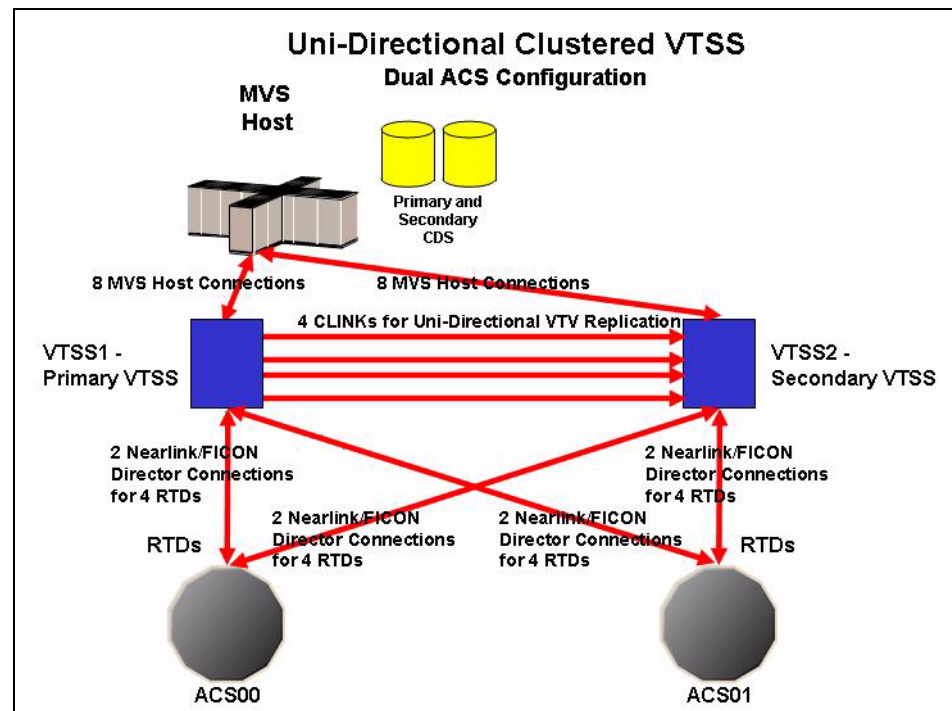 Uni-Directional Clustered VTSS
Dual ACS Configuration
MVS
Host
Primary and
Secondary
CDS
8 MVS Host Connections
8 MVS Host Connections
4 CLINKs for Uni-Directional VTV Replication
VTSS1 -
Primary VTSS
VTSS2 -
Secondary VTSS
2 Nearlink/FICON
Director Connections
for 4 RTDs
2 Nearlink/FICON
Director Connections
for 4 RTDs
2 Nearlink/FICON
Director Connections
for 4 RTDs
2 Nearlink/FICON
Director Connections
for 4 RTDs
RTDs
RTDs
ACS00
ACS01